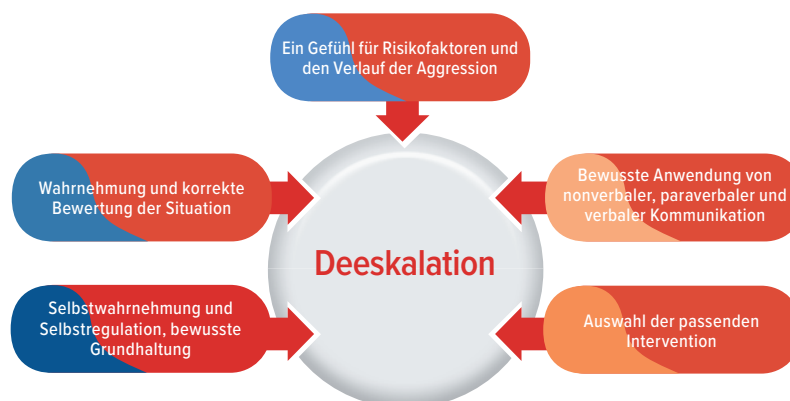 Ein Gefühl für Risikofaktoren und
den Verlauf der Aggression
Wahrnehmung und korrekte
Bewertung der Situation
Bewusste Anwendung von
nonverbaler, paraverbaler und
verbaler Kommunikation
Deeskalation
Selbstwahrnehmung und
Selbstregulation, bewusste
Grundhaltung
Auswahl der passenden
Intervention